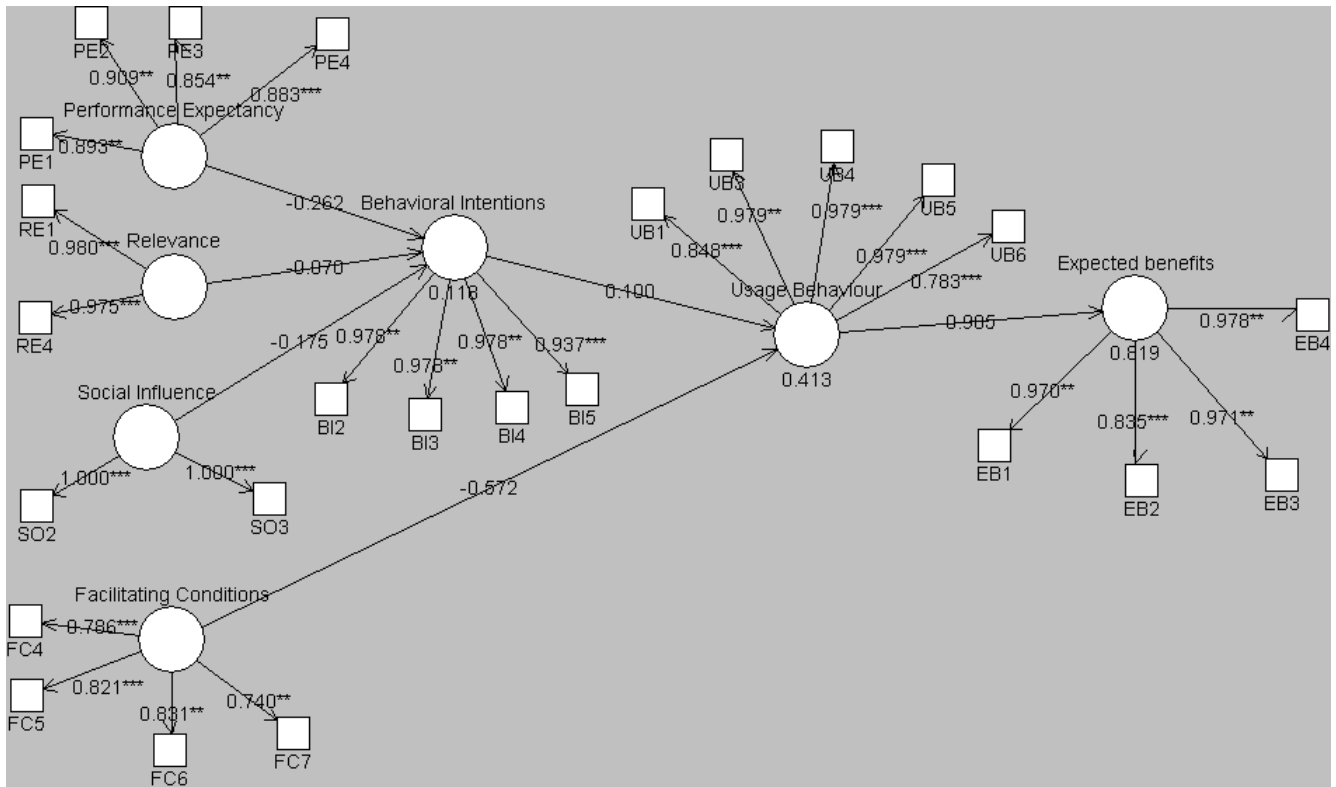 PE2
PE3
PE4
0.909**
0.854**
0.883***
Performance Expectancy
PE1
0.893**
-0.262
RE1
0.980***
Relevance
-0.070
RE4
0.975***
Social Influence
-0.175
1.000***
1.000***
SO2
SO3
Behavioral Intentions
0.118
0.978**
0.978**
0.978**
0.937***
BI2
BI3
BI4
BI5
0.100
UB1
UB3
UB4
UB5
UB6
0.848***
0.979**
0.979***
0.979***
0.783***
Usage Behaviour
0.413
0.905
Expected benefits
0.819
0.978**
EB4
0.970**
0.835***
0.971**
EB1
EB2
EB3
-0.572
Facilitating Conditions
0.786***
FC4
0.821***
FC5
0.831**
FC6
0.740**
FC7